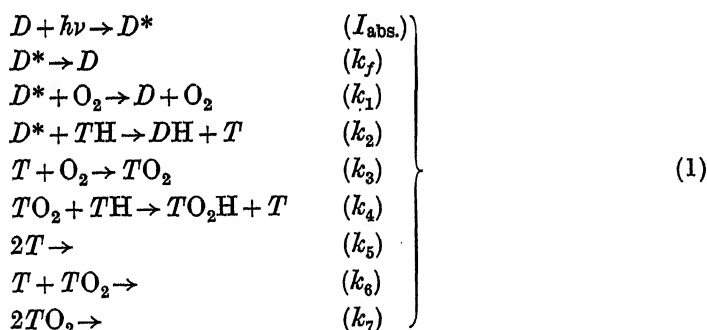 D + hν → D* (I_abs.)
D* → D (k_f)
D* + O₂ → D + O₂ (k₁)
D* + TH → DH + T (k₂)
T + O₂ → TO₂ (k₃) (1)
TO₂ + TH → TO₂H + T (k₄)
2T → (k₅)
T + TO₂ → (k₆)
2TO₂ → (k₇)